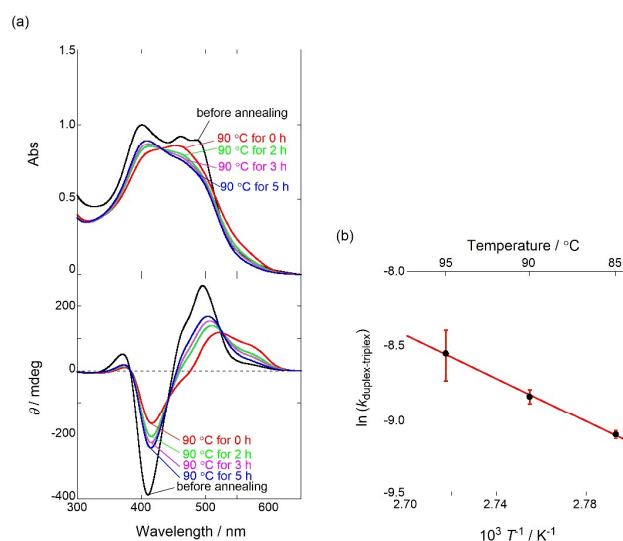 (a)
1.5
1.0
0.5
0
Abs
before annealing
90 °C for 0 h
90 °C for 2 h
90 °C for 3 h
90 °C for 5 h
200
0
-200
-400
θ / mdeg
90 °C for 0 h
90 °C for 2 h
90 °C for 3 h
90 °C for 5 h
before annealing
300 400 500 600
Wavelength / nm
(b)
Temperature / °C
95 90 85
-8.0
-8.5
-9.0
-9.5
ln (kduplex-triplex)
2.70 2.74 2.78
10³ T⁻¹ / K⁻¹